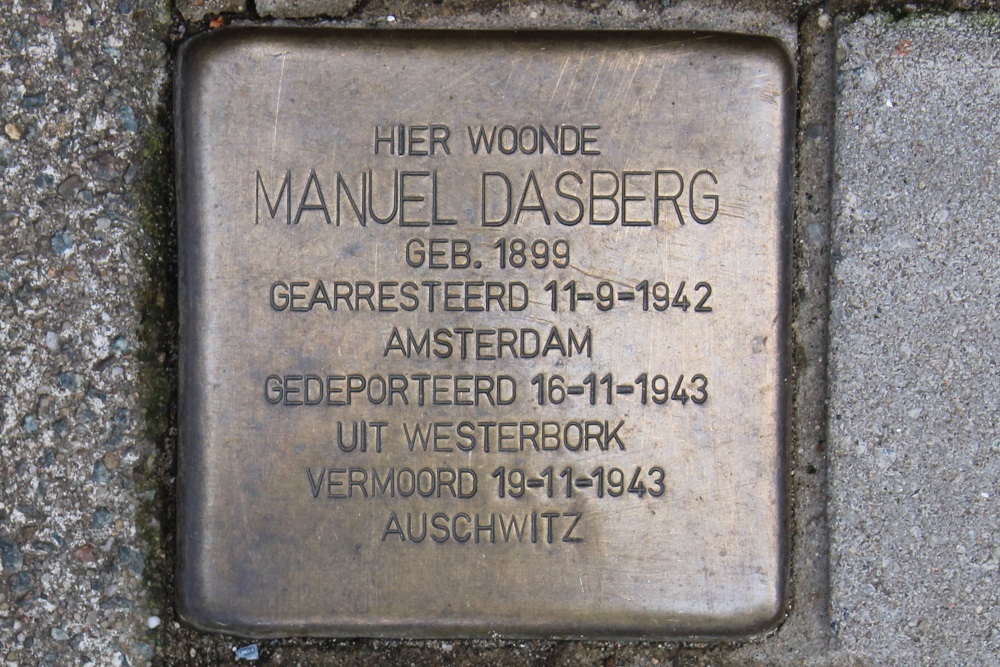 HIER WOONDE
MANUEL DASBERG
GEB. 1899
GEARRESTEERD 11-9-1942
AMSTERDAM
GEDEPORTEERD 16-11-1943
UIT WESTERBORK
VERMOORD 19-11-1943
AUSCHWITZ